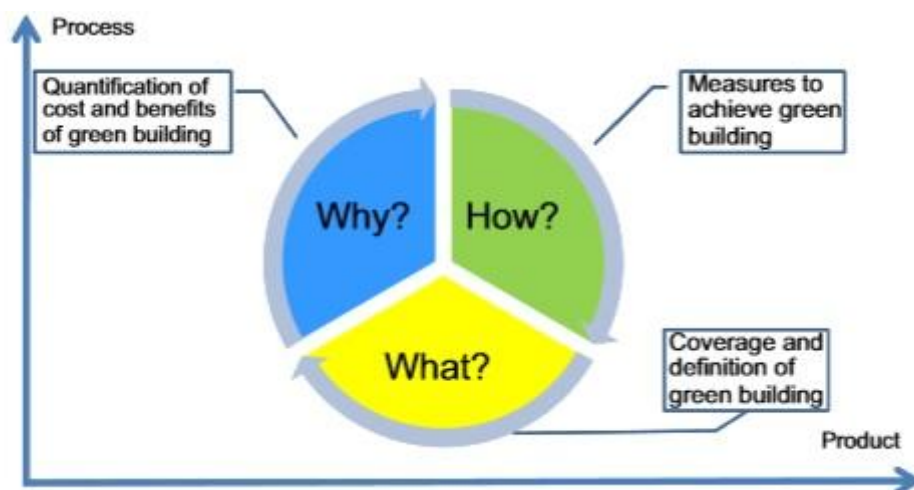 Process
Quantification of
cost and benefits
of green building
Measures to
achieve green
building
Why?
How?
What?
Coverage and
definition of
green building
Product